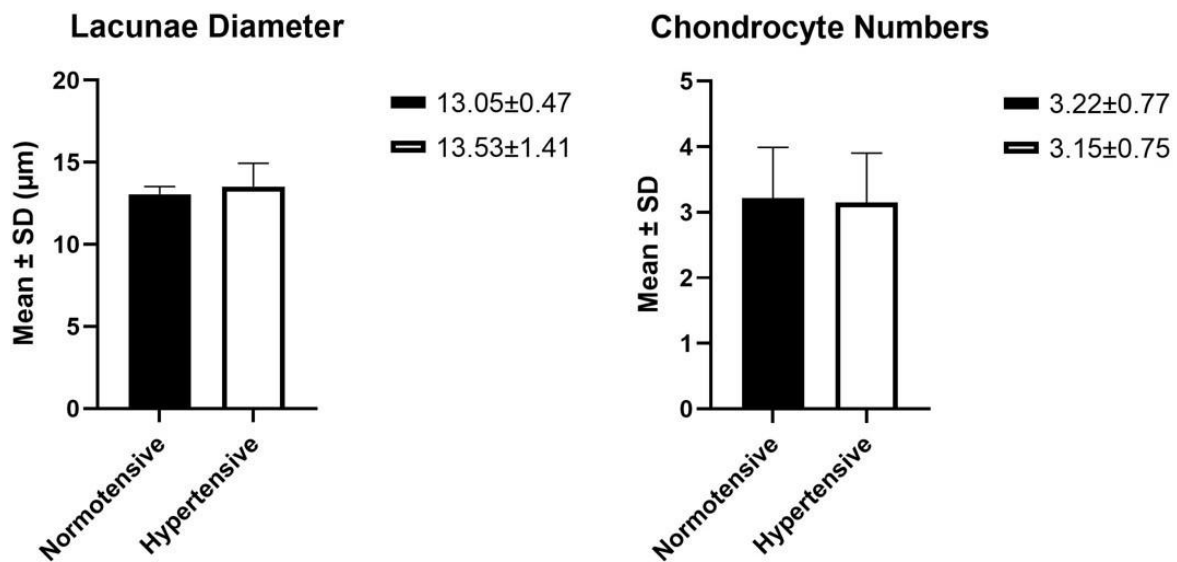 Lacunae Diameter
Mean ± SD (µm)
20
15
10
5
0
Normotensive
Hypertensive
13.05±0.47
13.53±1.41
Chondrocyte Numbers
Mean ± SD
5
4
3
2
1
0
Normotensive
Hypertensive
3.22±0.77
3.15±0.75